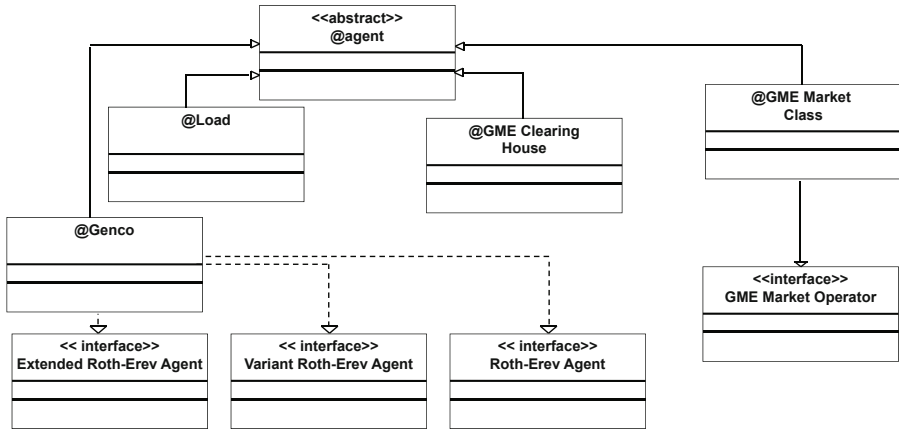 <<abstract>>
@agent
@Load
@GME Clearing
House
@GME Market
Class
@Genco
<<interface>>
GME Market Operator
<< interface>>
Extended Roth-Erev Agent
<< interface>>
Variant Roth-Erev Agent
<< interface>>
Roth-Erev Agent